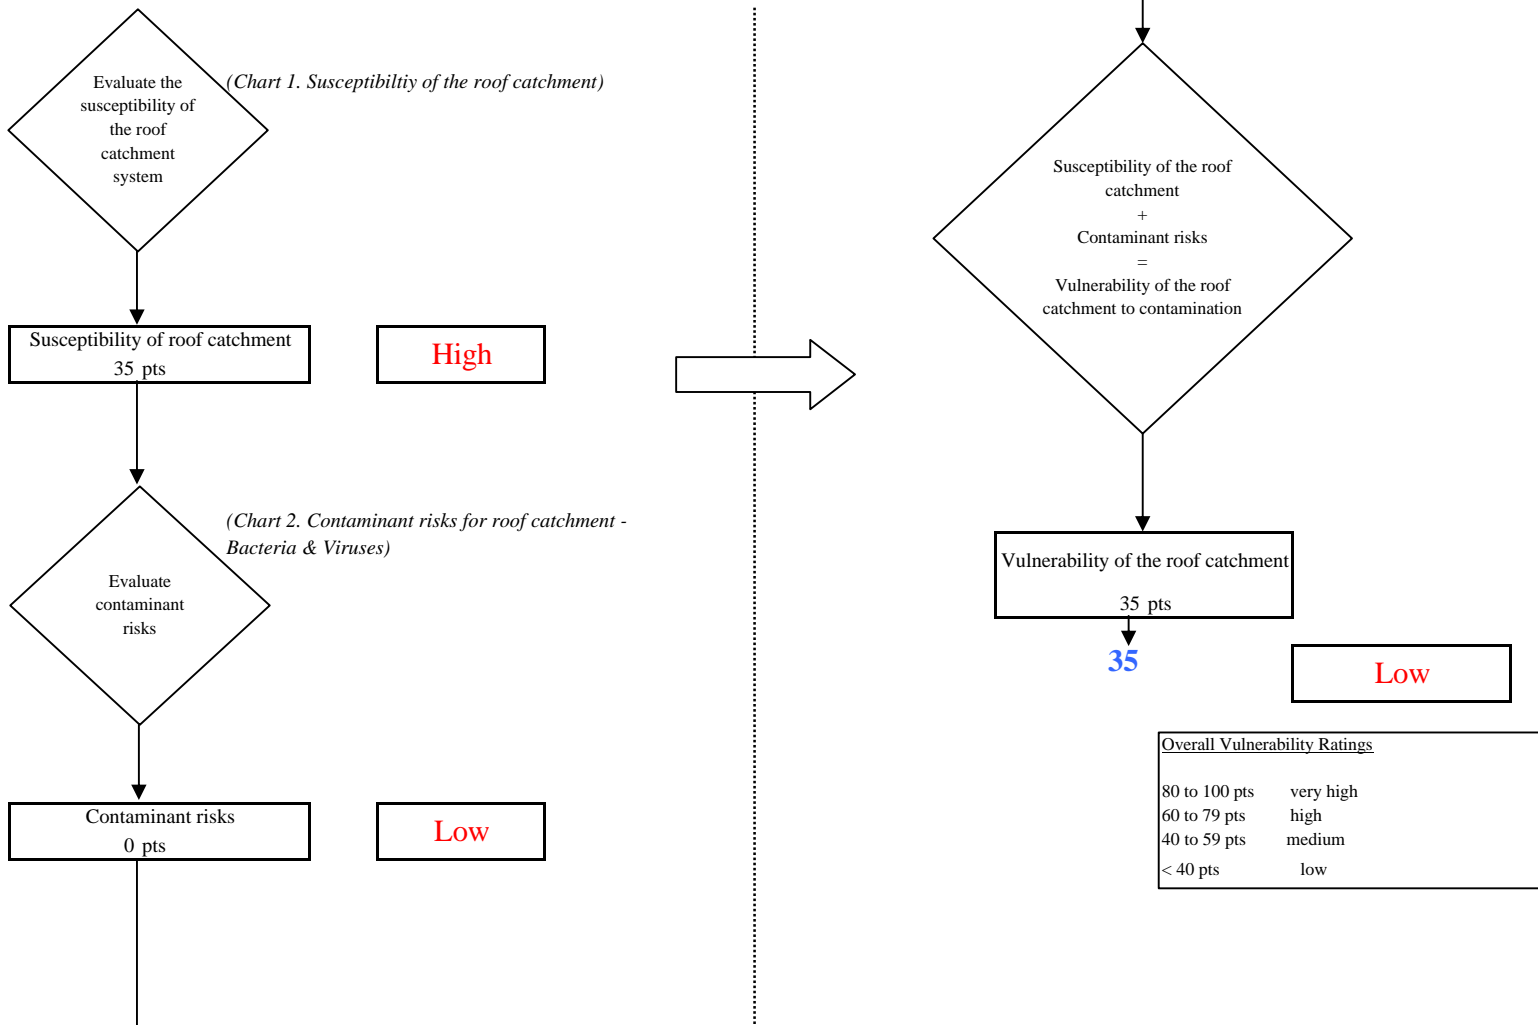 Evaluate the
susceptibility of
the roof
catchment
system
(Chart 1. Susceptibiltiy of the roof catchment)
Susceptibility of roof catchment
35 pts
High
(Chart 2. Contaminant risks for roof catchment -
Bacteria & Viruses)
Evaluate
contaminant
risks
Contaminant risks
0 pts
Low
Susceptibility of the roof
catchment
+
Contaminant risks
=
Vulnerability of the roof
catchment to contamination
Vulnerability of the roof catchment
35 pts
35
Low
Overall Vulnerability Ratings
80 to 100 pts very high
60 to 79 pts high
40 to 59 pts medium
< 40 pts low